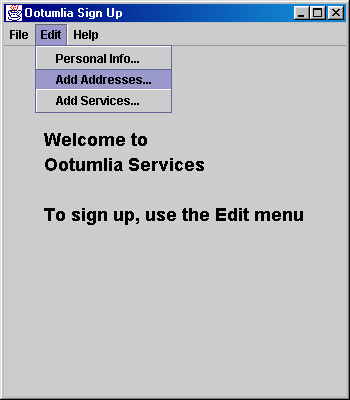 Ootumlia Sign Up
File Edit Help
Personal Info...
Add Addresses...
Add Services...
Welcome to
Ootumlia Services
To sign up, use the Edit menu